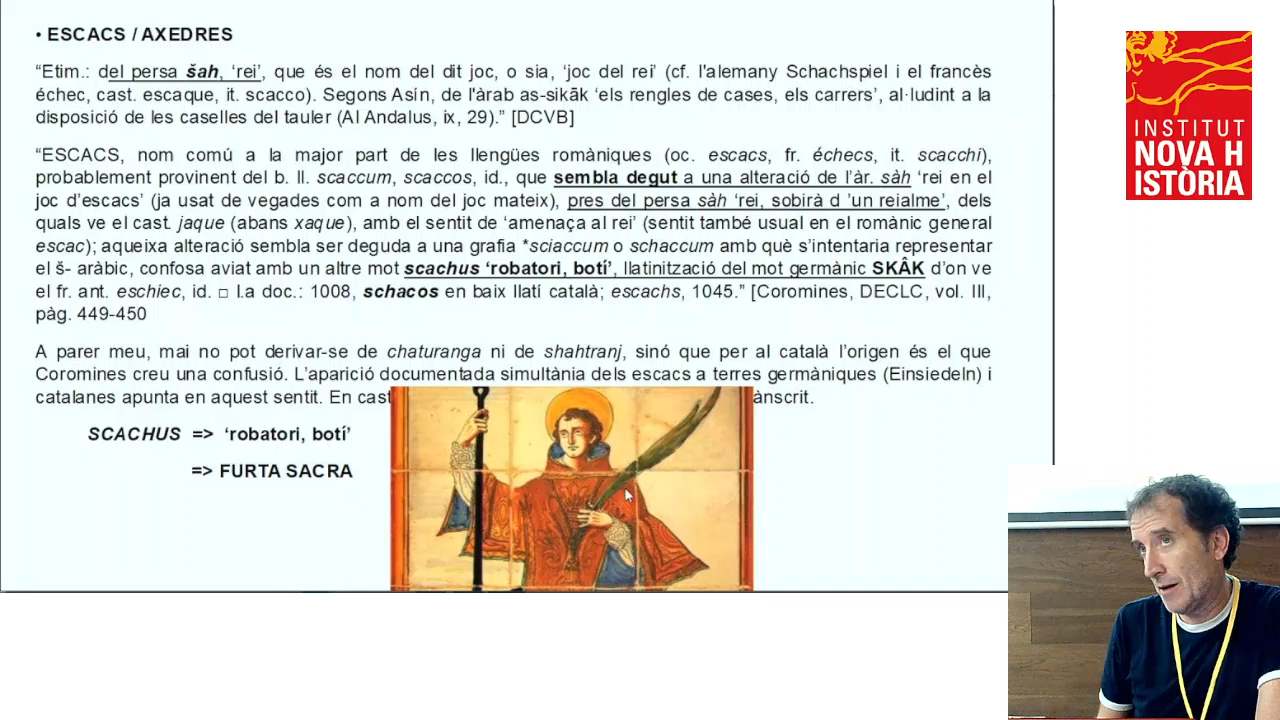 • ESCACS / AXEDRES
“Etim.: del persa šah, ‘rei’, que és el nom del dit joc, o sia, ‘joc del rei’ (cf. l'alemany Schachspiel i el francès
échec, cast. escaque, it. scacco). Segons Asín, de l'àrab as-sikāk ‘els rengles de cases, els carrers’, al·ludint a la
disposició de les caselles del tauler (Al Andalus, ix, 29).” [DCVB]
“ESCACS, nom comú a la major part de les llengües romàniques (oc. escacs, fr. échecs, it. scacchi),
probablement provinent del b. ll. scaccum, scaccos, id., que sembla degut a una alteració de l’àr. sàh ‘rei en el
joc d’escacs’ (ja usat de vegades com a nom del joc mateix), pres del persa sàh ‘rei, sobirà d ’un reialme’, dels
quals ve el cast. jaque (abans xaque), amb el sentit de ‘amenaça al rei’ (sentit també usual en el romànic general
escac); aqueixa alteració sembla ser deguda a una grafia *sciaccum o schaccum amb què s’intentaria representar
el š- aràbic, confosa aviat amb un altre mot scachus ‘robatori, botí’, llatinització del mot germànic SKÂK d’on ve
el fr. ant. eschiec, id. □ l.a doc.: 1008, schacos en baix llatí català; escachs, 1045.” [Coromines, DECLC, vol. III,
pàg. 449-450
A parer meu, mai no pot derivar-se de chaturanga ni de shahtranj, sinó que per al català l’origen és el que
Coromines creu una confusió. L’aparició documentada simultània dels escacs a terres germàniques (Einsiedeln) i
catalanes apunta en aquest sentit. En cast ànscrit.
SCACHUS => ‘robatori, botí’
=> FURTA SACRA
INSTITUT
NOVA H
ISTÒRIA